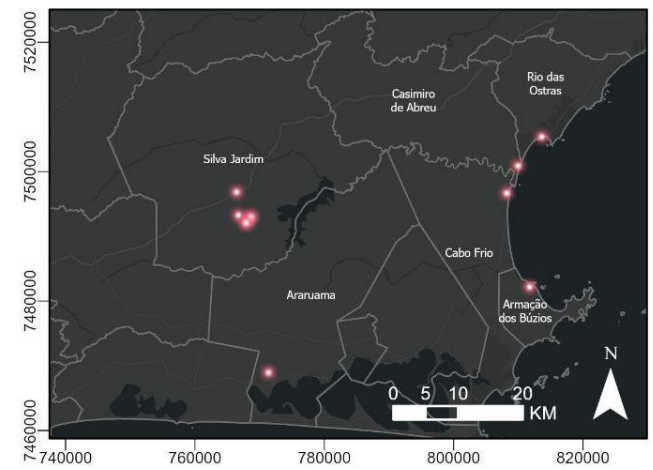 7520000
7500000
7480000
7460000
Rio das
Ostras
Casimiro
de Abreu
Silva Jardim
Cabo Frio
Araruama
Armação
dos Búzios
N
0 5 10 20
KM
740000 760000 780000 800000 820000